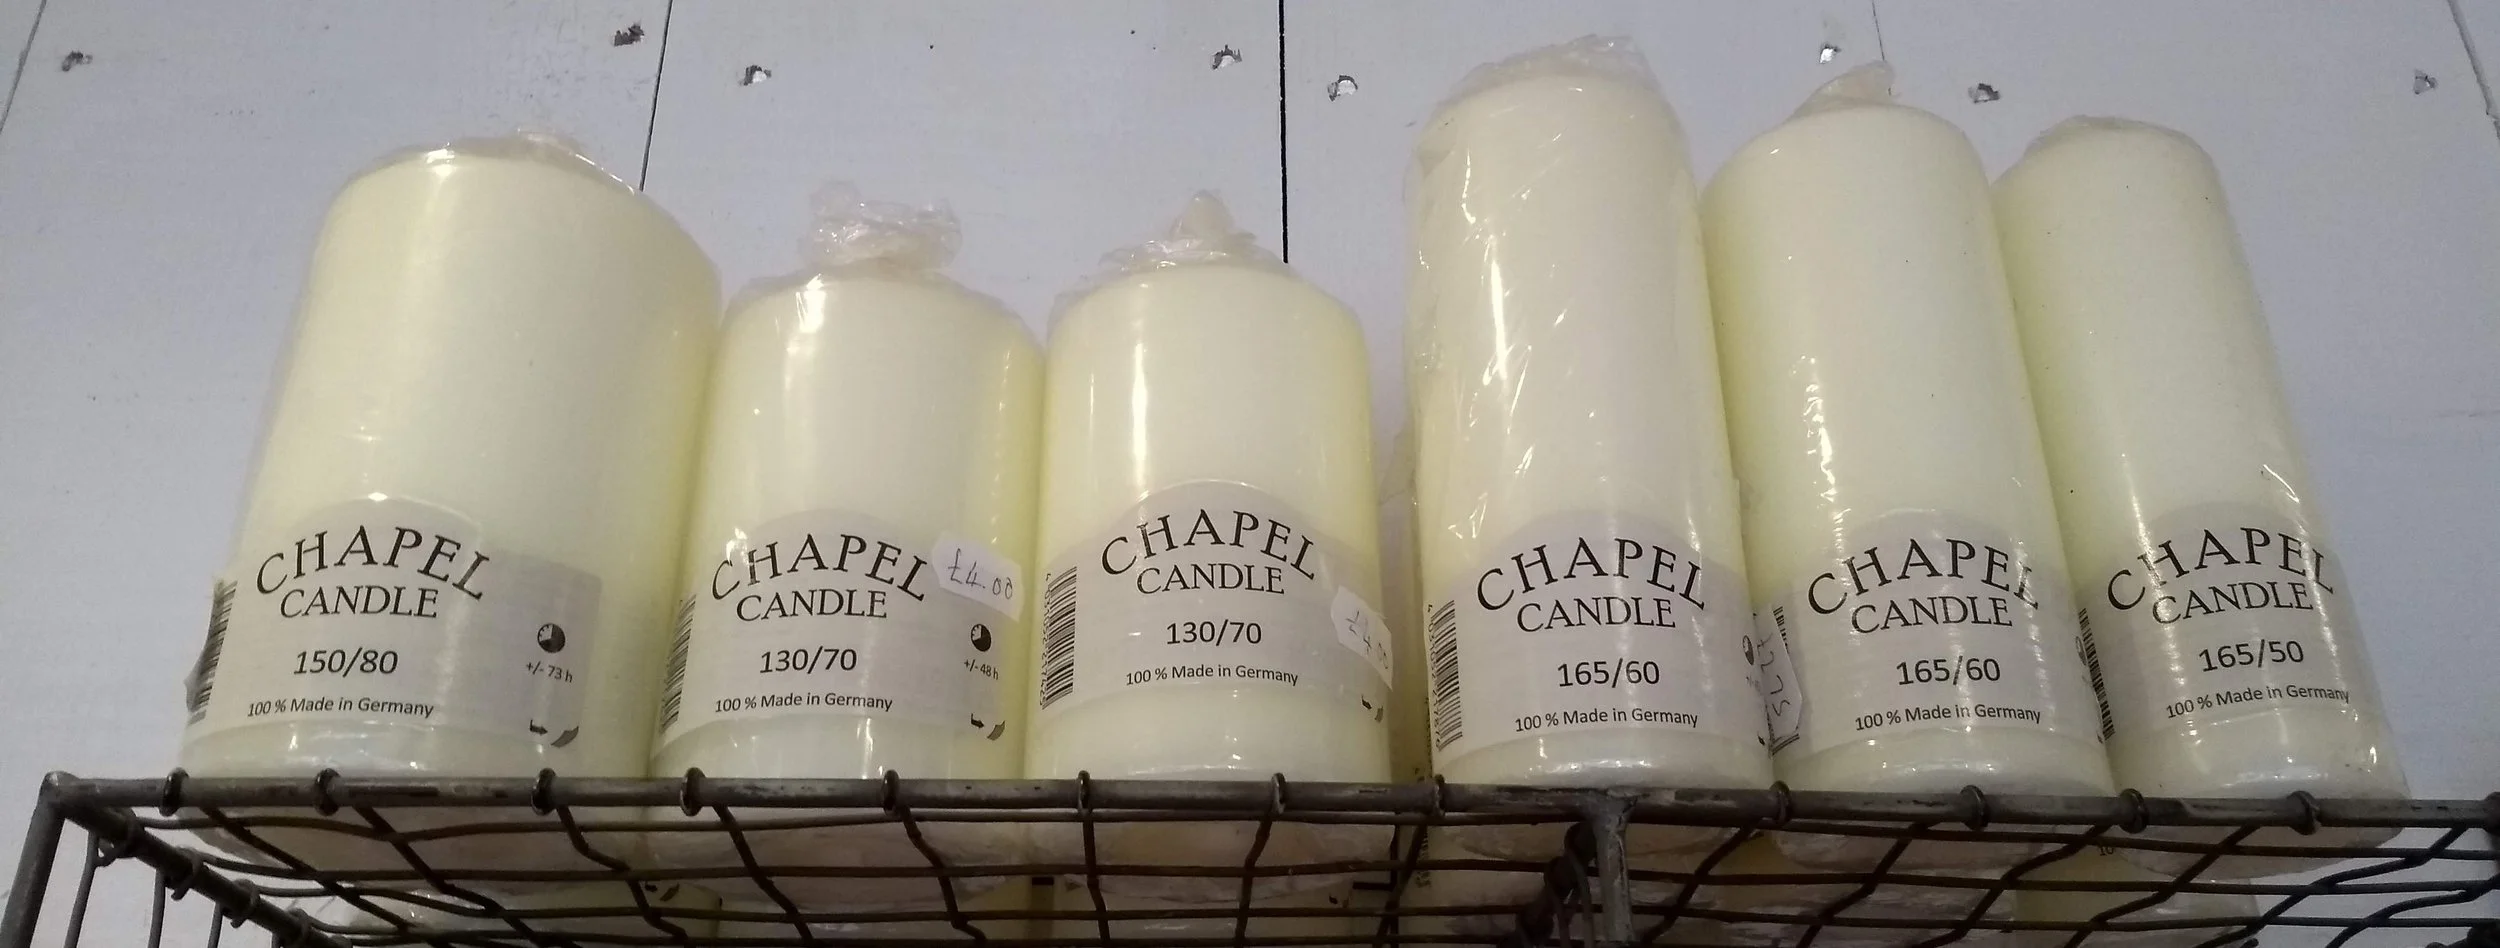 CHAPEL
CANDLE
150/80
+/- 73 h
100 % Made in Germany
CHAPEL
CANDLE
£4.00
130/70
+/- 48 h
100 % Made in Germany
CHAPEL
CANDLE
130/70
£4.00
100 % Made in Germany
CHAPEL
CANDLE
165/60
100 % Made in Germany
CHAPEL
CANDLE
165/60
100 % Made in Germany
CHAPEL
CANDLE
165/50
100 % Made in Germany